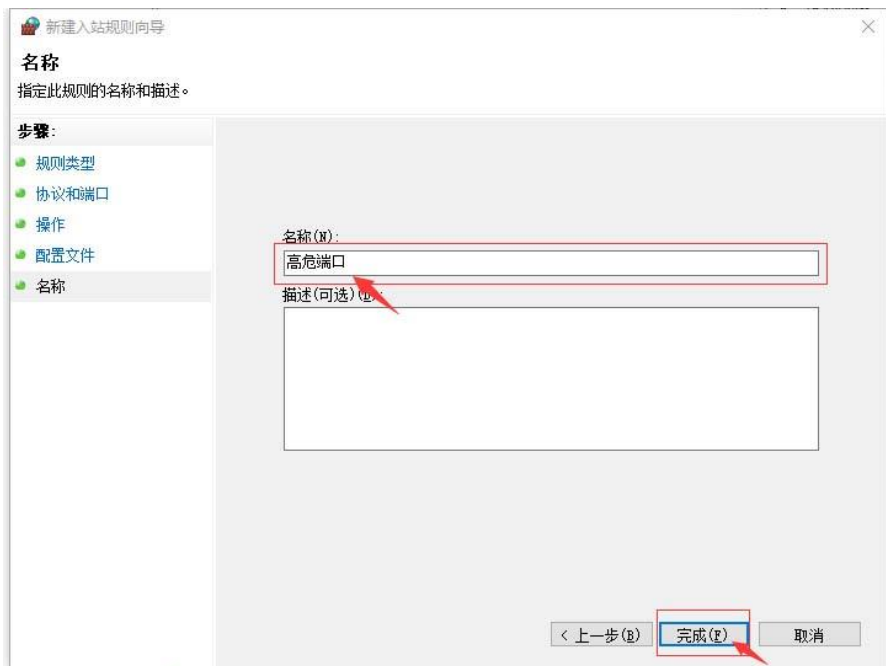 新建入站规则向导
名称
指定此规则的名称和描述。
步骤:
规则类型
协议和端口
操作
配置文件
名称
名称(N):
高危端口
描述(可选)(D):
< 上一步(B)
完成(F)
取消